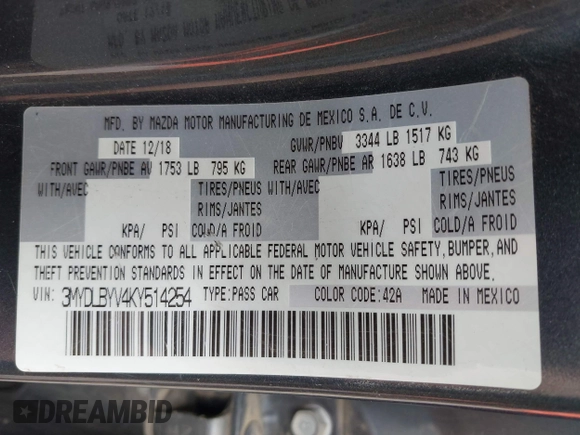 MFD. BY MAZDA MOTOR MANUFACTURING DE MEXICO S.A. DE C.V.
DATE 12/18 GVWR/PNBV 3344 LB 1517 KG
FRONT GAWR/PNBE AV 1753 LB 795 KG REAR GAWR/PNBE AR 1638 LB 743 KG
WITH/AVEC TIRES/PNEUS WITH/AVEC TIRES/PNEUS
RIMS/JANTES RIMS/JANTES
KPA/ PSI COLD/A FROID KPA/ PSI COLD/A FROID
THIS VEHICLE CONFORMS TO ALL APPLICABLE FEDERAL MOTOR VEHICLE SAFETY, BUMPER, AND
THEFT PREVENTION STANDARDS IN EFFECT ON THE DATE OF MANUFACTURE SHOWN ABOVE.
VIN: 3MYDLBYV4KY514254 TYPE: PASS CAR COLOR CODE: 42A MADE IN MEXICO
DREAMBID